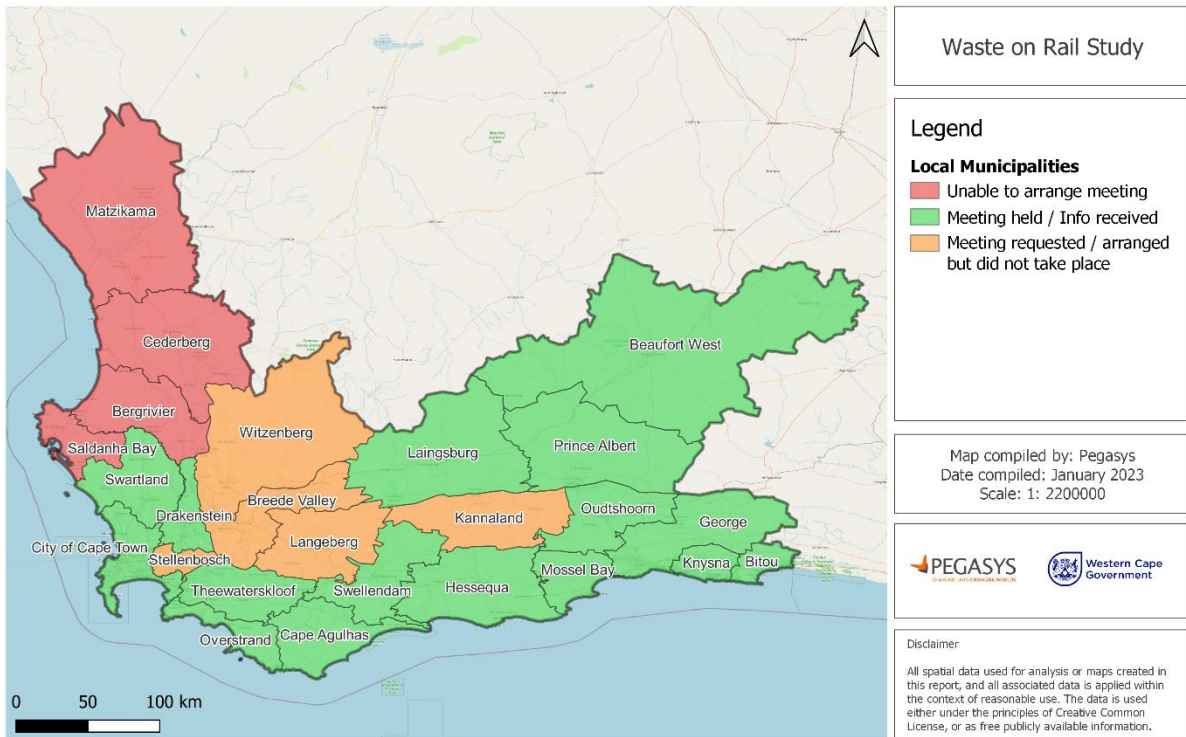 Matzikama
Cederberg
Bergrivier
Saldanha Bay
Swartland
Witzenberg
Drakenstein
Breede Valley
City of Cape Town
Stellenbosch
Langeberg
Theewaterskloof
Overstrand
Cape Agulhas
Swellendam
Hessequa
Kannaland
Laingsburg
Beaufort West
Prince Albert
Oudtshoorn
George
Mossel Bay
Knysna
Bitou
0 50 100 km
Waste on Rail Study
Legend
Local Municipalities
Unable to arrange meeting
Meeting held / Info received
Meeting requested / arranged
but did not take place
Map compiled by: Pegasys
Date compiled: January 2023
Scale: 1: 2200000
PEGASYS
CHANGING LIVES CHANGING WORLDS
Western Cape
Government
Disclaimer
All spatial data used for analysis or maps created in
this report, and all associated data is applied within
the context of reasonable use. The data is used
either under the principles of Creative Common
License, or as free publicly available information.